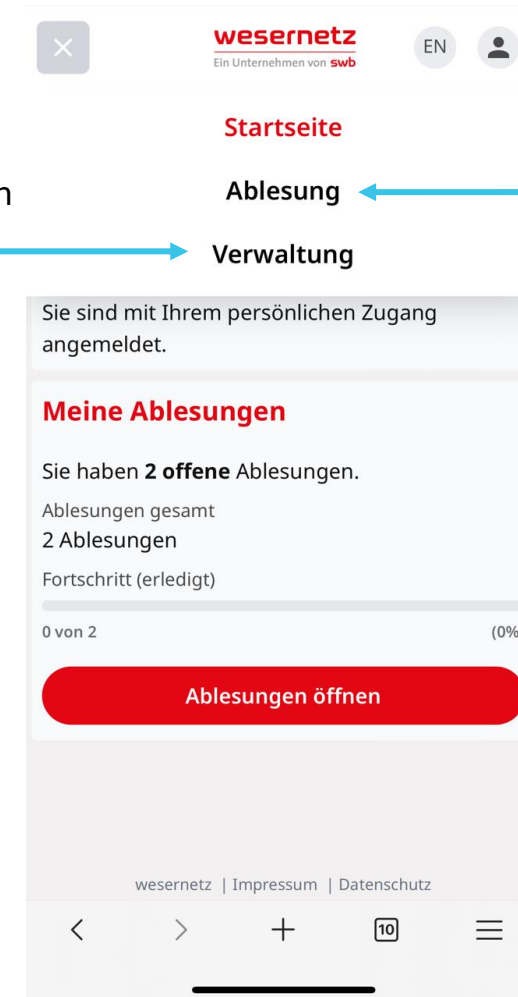 wesernetz
Ein Unternehmen von swb
EN
Startseite
Ablesung
Verwaltung
Sie sind mit Ihrem persönlichen Zugang
angemeldet.
Meine Ablesungen
Sie haben 2 offene Ablesungen.
Ablesungen gesamt
2 Ablesungen
Fortschritt (erledigt)
0 von 2 (0%
Ablesungen öffnen
wesernetz | Impressum | Datenschutz
10